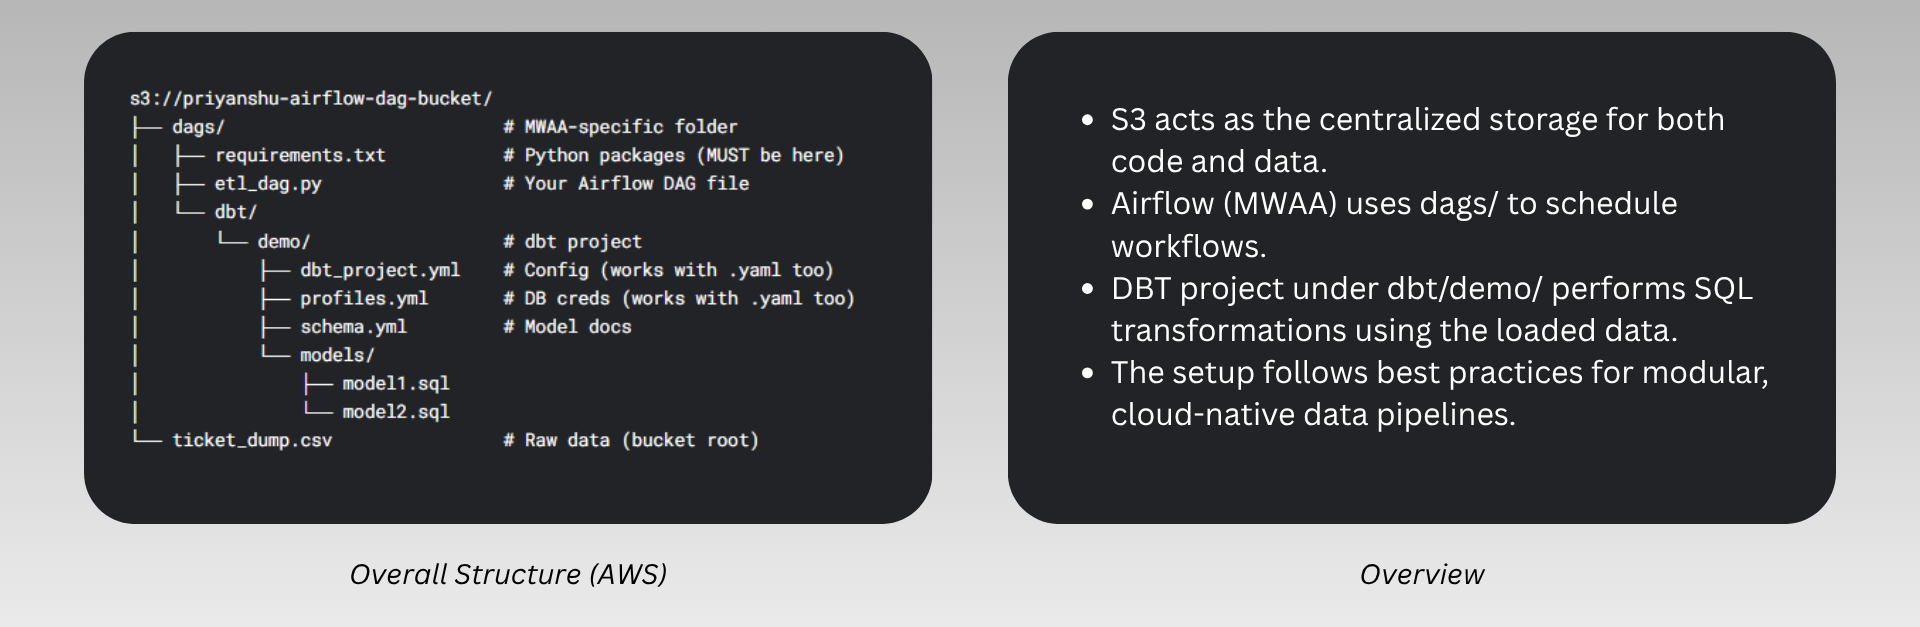 s3://priyanshu-airflow-dag-bucket/
├── dags/                          # MWAA-specific folder
│   ├── requirements.txt           # Python packages (MUST be here)
│   ├── etl_dag.py                 # Your Airflow DAG file
│   └── dbt/
│       └── demo/                  # dbt project
│           ├── dbt_project.yml    # Config (works with .yaml too)
│           ├── profiles.yml       # DB creds (works with .yaml too)
│           ├── schema.yml         # Model docs
│           └── models/
│               ├── model1.sql
│               └── model2.sql
└── ticket_dump.csv                # Raw data (bucket root)
Overall Structure (AWS)
• S3 acts as the centralized storage for both
code and data.
• Airflow (MWAA) uses dags/ to schedule
workflows.
• DBT project under dbt/demo/ performs SQL
transformations using the loaded data.
• The setup follows best practices for modular,
cloud-native data pipelines.
Overview